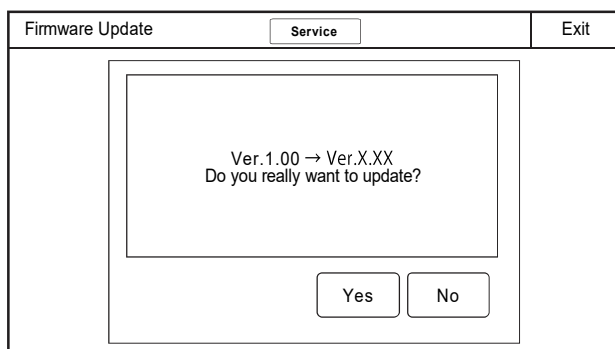 Firmware Update Service Exit
Ver.1.00 → Ver.X.XX
Do you really want to update?
Yes No